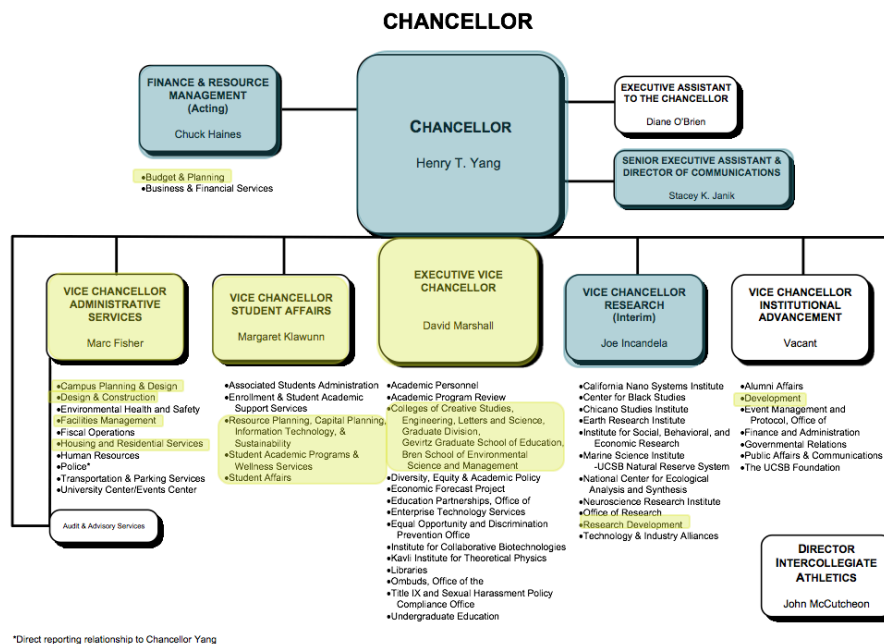 CHANCELLOR
FINANCE & RESOURCE
MANAGEMENT
(Acting)
Chuck Haines
•Budget & Planning
•Business & Financial Services
CHANCELLOR
Henry T. Yang
EXECUTIVE ASSISTANT
TO THE CHANCELLOR
Diane O'Brien
SENIOR EXECUTIVE ASSISTANT &
DIRECTOR OF COMMUNICATIONS
Stacey K. Janik
VICE CHANCELLOR
ADMINISTRATIVE
SERVICES
Marc Fisher
•Campus Planning & Design
•Design & Construction
•Environmental Health and Safety
•Facilities Management
•Fiscal Operations
•Housing and Residential Services
•Human Resources
•Police*
•Transportation & Parking Services
•University Center/Events Center
Audit & Advisory Services
VICE CHANCELLOR
STUDENT AFFAIRS
Margaret Klawunn
•Associated Students Administration
•Enrollment & Student Academic
Support Services
•Resource Planning, Capital Planning,
Information Technology, &
Sustainability
•Student Academic Programs &
Wellness Services
•Student Affairs
EXECUTIVE VICE
CHANCELLOR
David Marshall
•Academic Personnel
•Academic Program Review
•Colleges of Creative Studies,
Engineering, Letters and Science,
Graduate Division,
Gevirtz Graduate School of Education,
Bren School of Environmental
Science and Management
•Diversity, Equity & Academic Policy
•Economic Forecast Project
•Education Partnerships, Office of
•Enterprise Technology Services
•Equal Opportunity and Discrimination
Prevention Office
•Institute for Collaborative Biotechnologies
•Kavli Institute for Theoretical Physics
•Libraries
•Ombuds, Office of the
•Title IX and Sexual Harassment Policy
Compliance Office
•Undergraduate Education
VICE CHANCELLOR
RESEARCH
(Interim)
Joe Incandela
•California Nano Systems Institute
•Center for Black Studies
•Chicano Studies Institute
•Earth Research Institute
•Institute for Social, Behavioral, and
Economic Research
•Marine Science Institute
-UCSB Natural Reserve System
•National Center for Ecological
Analysis and Synthesis
•Neuroscience Research Institute
•Office of Research
•Research Development
•Technology & Industry Alliances
VICE CHANCELLOR
INSTITUTIONAL
ADVANCEMENT
Vacant
•Alumni Affairs
•Development
•Event Management and
Protocol, Office of
•Finance and Administration
•Governmental Relations
•Public Affairs & Communications
•The UCSB Foundation
DIRECTOR
INTERCOLLEGIATE
ATHLETICS
John McCutcheon
*Direct reporting relationship to Chancellor Yang